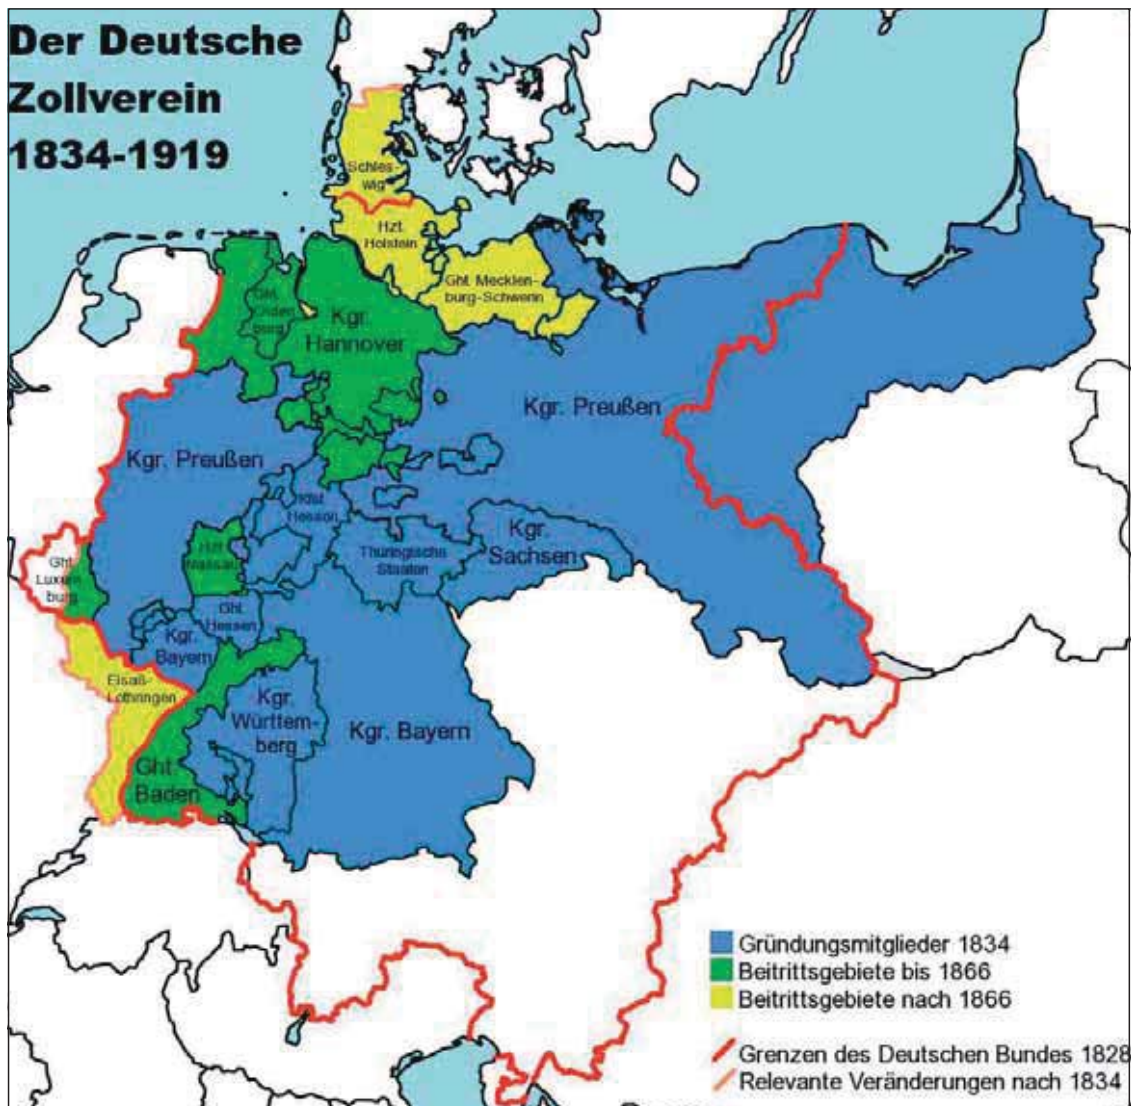 Der Deutsche
Zollverein
1834-1919
Schles-
wig
Hzt.
Holstein
Ght. Mecklen-
burg-Schwerin
Ght.
Olden
burg
Kgr.
Hannover
Kgr. Preußen
Kgr. Preußen
Hessen
Kgr.
Sachsen
Thüringische
Staaten
Hzt.
Nassau
Ght.
Luxem
burg
Ght.
Hessen
Kgr.
Bayern
Elsaß-
Lothringen
Kgr.
Württem-
berg
Kgr. Bayern
Ght.
Baden
Gründungsmitglieder 1834
Beitrittsgebiete bis 1866
Beitrittsgebiete nach 1866
Grenzen des Deutschen Bundes 1828
Relevante Veränderungen nach 1834